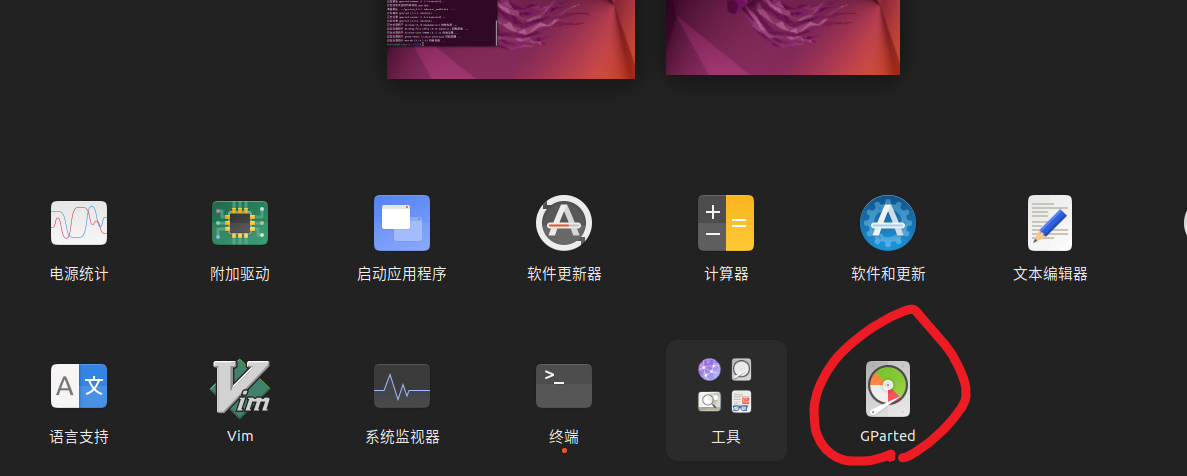 电源统计
附加驱动
启动应用程序
软件更新器
计算器
软件和更新
文本编辑器
语言支持
Vim
系统监视器
终端
工具
GParted